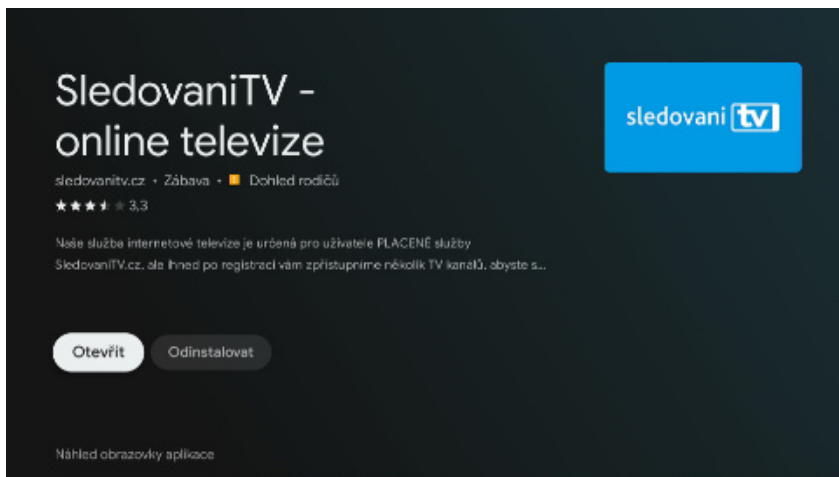 SledovaniTV -
online televize
sledovani tv
sledovanitv.cz • Zábava • Dohled rodičů
3,3
Naše služba internetové televize je určená pro uživatele PLACENÉ služby
SledovaniTV.cz, ale ihned po registraci vám zpřístupníme několik TV kanálů, abyste s...
Otevřít Odinstalovat
Náhled obrazovky aplikace